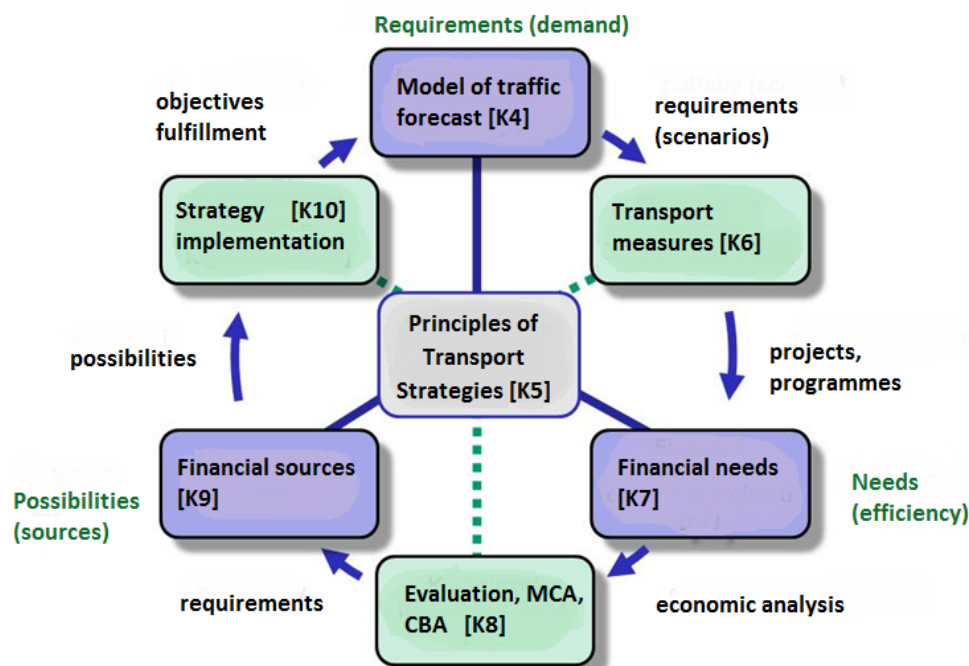 Requirements (demand)
Model of traffic
forecast [K4]
objectives
fulfillment
requirements
(scenarios)
Strategy [K10]
implementation
Transport
measures [K6]
Principles of
Transport
Strategies [K5]
possibilities
projects,
programmes
Financial sources
[K9]
Financial needs
[K7]
Possibilities
(sources)
Needs
(efficiency)
Evaluation, MCA,
CBA [K8]
requirements
economic analysis